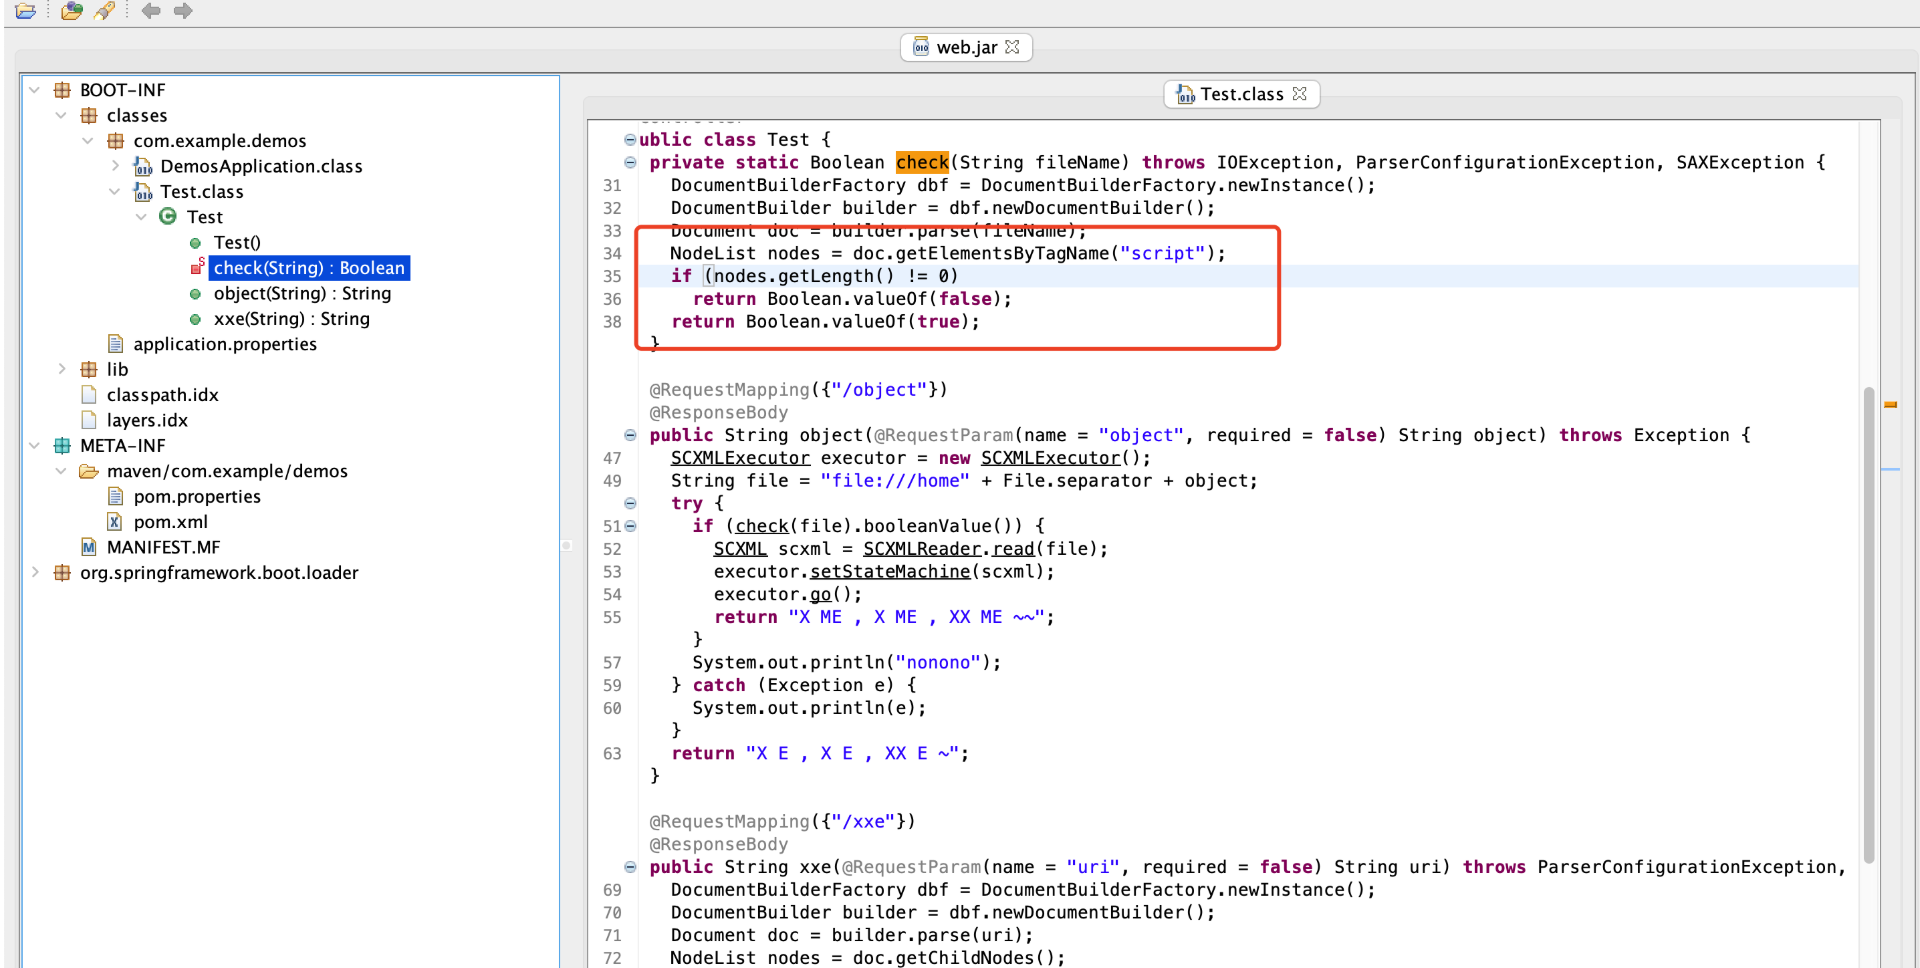 web.jar
BOOT-INF
classes
com.example.demos
DemosApplication.class
Test.class
Test
Test()
check(String) : Boolean
object(String) : String
xxe(String) : String
application.properties
lib
classpath.idx
layers.idx
META-INF
maven/com.example/demos
pom.properties
pom.xml
MANIFEST.MF
org.springframework.boot.loader
Test.class
ublic class Test {
private static Boolean check(String fileName) throws IOException, ParserConfigurationException, SAXException {
31 DocumentBuilderFactory dbf = DocumentBuilderFactory.newInstance();
32 DocumentBuilder builder = dbf.newDocumentBuilder();
33 Document doc = builder.parse(fileName);
34 NodeList nodes = doc.getElementsByTagName("script");
35 if (nodes.getLength() != 0)
36 return Boolean.valueOf(false);
38 return Boolean.valueOf(true);
}
@RequestMapping({"/object"})
@ResponseBody
public String object(@RequestParam(name = "object", required = false) String object) throws Exception {
47 SCXMLExecutor executor = new SCXMLExecutor();
49 String file = "file:///home" + File.separator + object;
try {
51 if (check(file).booleanValue()) {
52 SCXML scxml = SCXMLReader.read(file);
53 executor.setStateMachine(scxml);
54 executor.go();
55 return "X ME , X ME , XX ME ~~";
}
57 System.out.println("nonono");
59 } catch (Exception e) {
60 System.out.println(e);
}
63 return "X E , X E , XX E ~";
}
@RequestMapping({"/xxe"})
@ResponseBody
public String xxe(@RequestParam(name = "uri", required = false) String uri) throws ParserConfigurationException,
69 DocumentBuilderFactory dbf = DocumentBuilderFactory.newInstance();
70 DocumentBuilder builder = dbf.newDocumentBuilder();
71 Document doc = builder.parse(uri);
72 NodeList nodes = doc.getChildNodes();